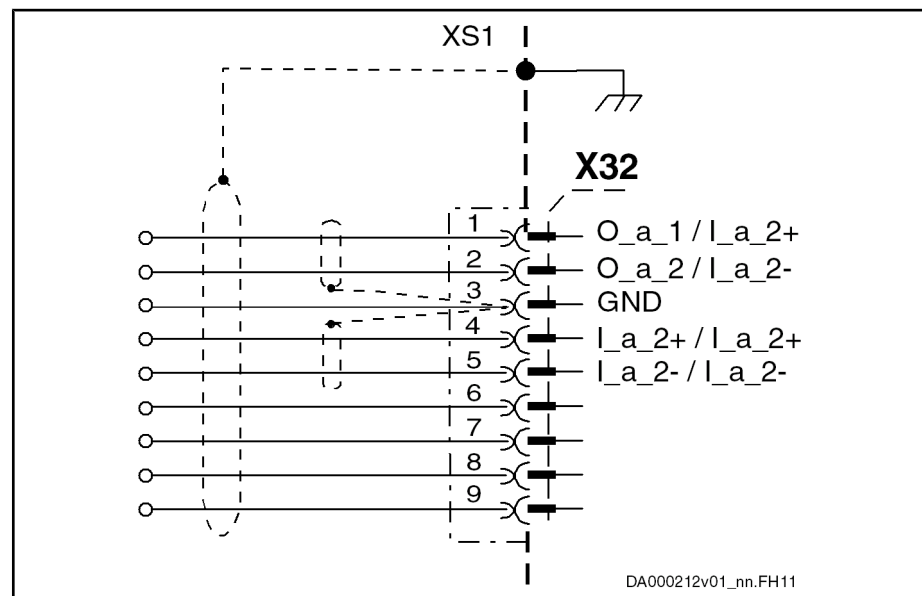 XS1
X32
1 O_a_1 / I_a_2+
2 O_a_2 / I_a_2-
3 GND
4 I_a_2+ / I_a_2+
5 I_a_2- / I_a_2-
6
7
8
9
DA000212v01_nn.FH11